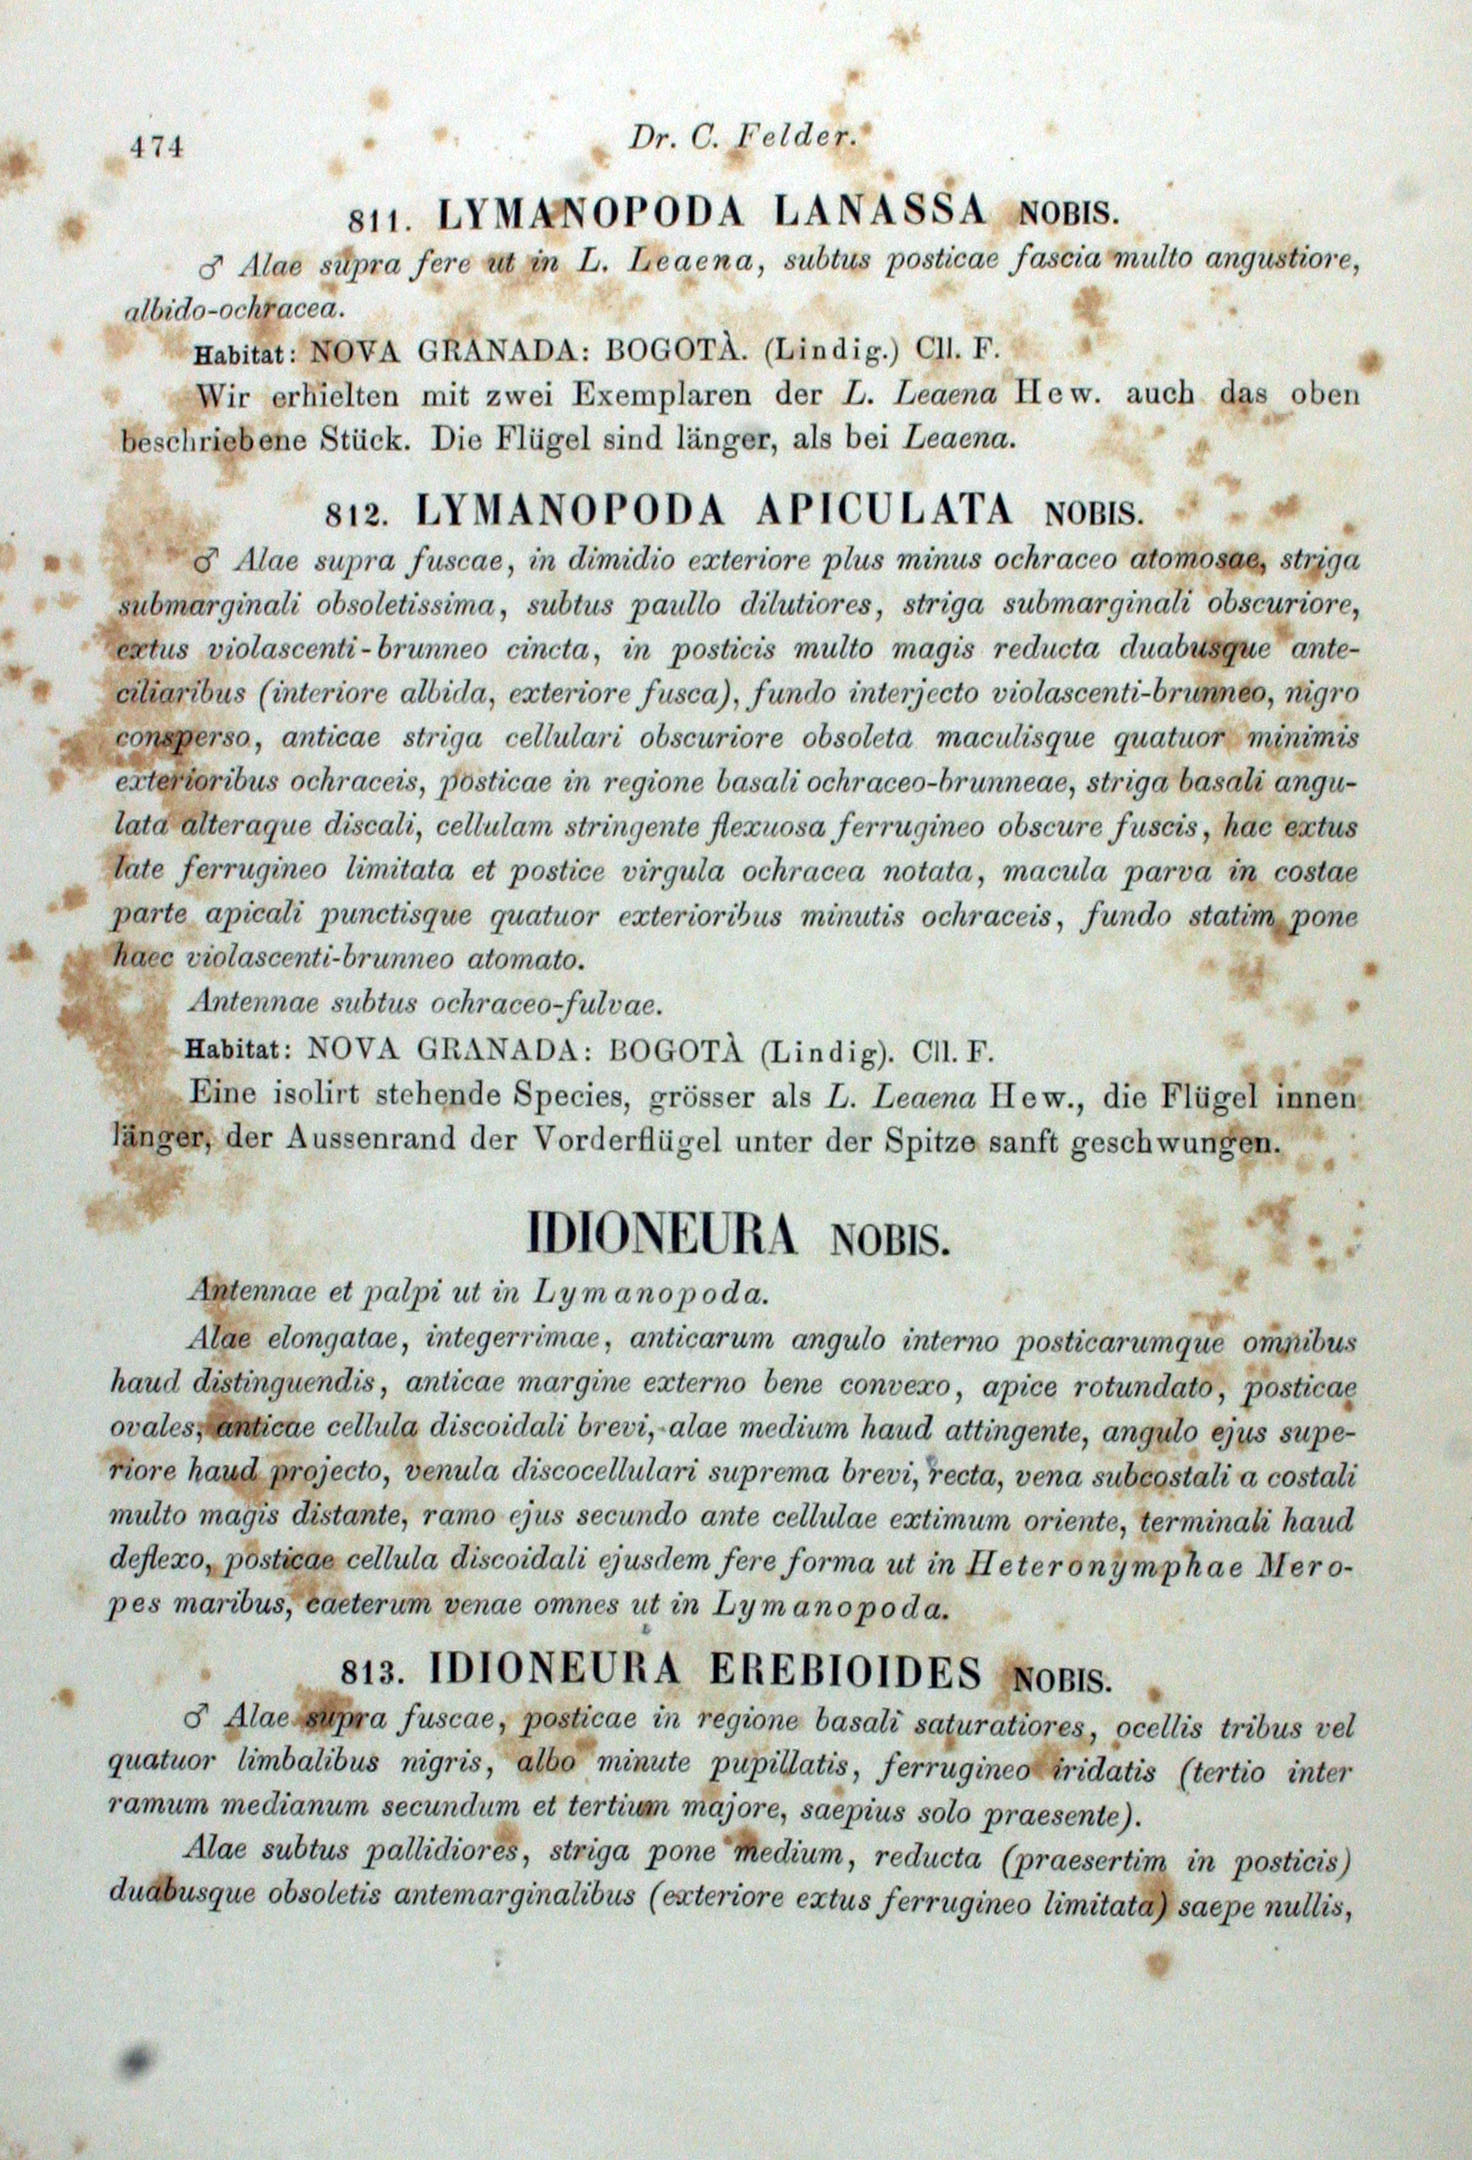 474
Dr. C. Felder.
811. LYMANOPODA LANASSA NOBIS.
♂ Alae supra fere ut in L. Leaena, subtus posticae fascia multo angustiore,
albido-ochracea.
Habitat: NOVA GRANADA: BOGOTÀ. (Lindig.) Cll. F.
Wir erhielten mit zwei Exemplaren der L. Leaena Hew. auch das oben
beschriebene Stück. Die Flügel sind länger, als bei Leaena.
812. LYMANOPODA APICULATA NOBIS.
♂ Alae supra fuscae, in dimidio exteriore plus minus ochraceo atomosae, striga
submarginali obsoletissima, subtus paullo dilutiores, striga submarginali obscuriore,
extus violascenti-brunneo cincta, in posticis multo magis reducta duabusque ante-
ciliaribus (interiore albida, exteriore fusca), fundo interjecto violascenti-brunneo, nigro
consperso, anticae striga cellulari obscuriore obsoleta maculisque quatuor minimis
exterioribus ochraceis, posticae in regione basali ochraceo-brunneae, striga basali angu-
lata alteraque discali, cellulam stringente flexuosa ferrugineo obscure fuscis, hac extus
late ferrugineo limitata et postice virgula ochracea notata, macula parva in costae
parte apicali punctisque quatuor exterioribus minutis ochraceis, fundo statim pone
haec violascenti-brunneo atomato.
Antennae subtus ochraceo-fulvae.
Habitat: NOVA GRANADA: BOGOTÀ (Lindig). Cll. F.
Eine isolirt stehende Species, grösser als L. Leaena Hew., die Flügel innen
länger, der Aussenrand der Vorderflügel unter der Spitze sanft geschwungen.
IDIONEURA NOBIS.
Antennae et palpi ut in Lymanopoda.
Alae elongatae, integerrimae, anticarum angulo interno posticarumque omnibus
haud distinguendis, anticae margine externo bene convexo, apice rotundato, posticae
ovales, anticae cellula discoidali brevi, alae medium haud attingente, angulo ejus supe-
riore haud projecto, venula discocellulari suprema brevi, recta, vena subcostali a costali
multo magis distante, ramo ejus secundo ante cellulae extimum oriente, terminali haud
deflexo, posticae cellula discoidali ejusdem fere forma ut in Heteronymphae Mero-
pes maribus, caeterum venae omnes ut in Lymanopoda.
813. IDIONEURA EREBIOIDES NOBIS.
♂ Alae supra fuscae, posticae in regione basali saturatiores, ocellis tribus vel
quatuor limbalibus nigris, albo minute pupillatis, ferrugineo iridatis (tertio inter
ramum medianum secundum et tertium majore, saepius solo praesente).
Alae subtus pallidiores, striga pone medium, reducta (praesertim in posticis)
duabusque obsoletis antemarginalibus (exteriore extus ferrugineo limitata) saepe nullis,